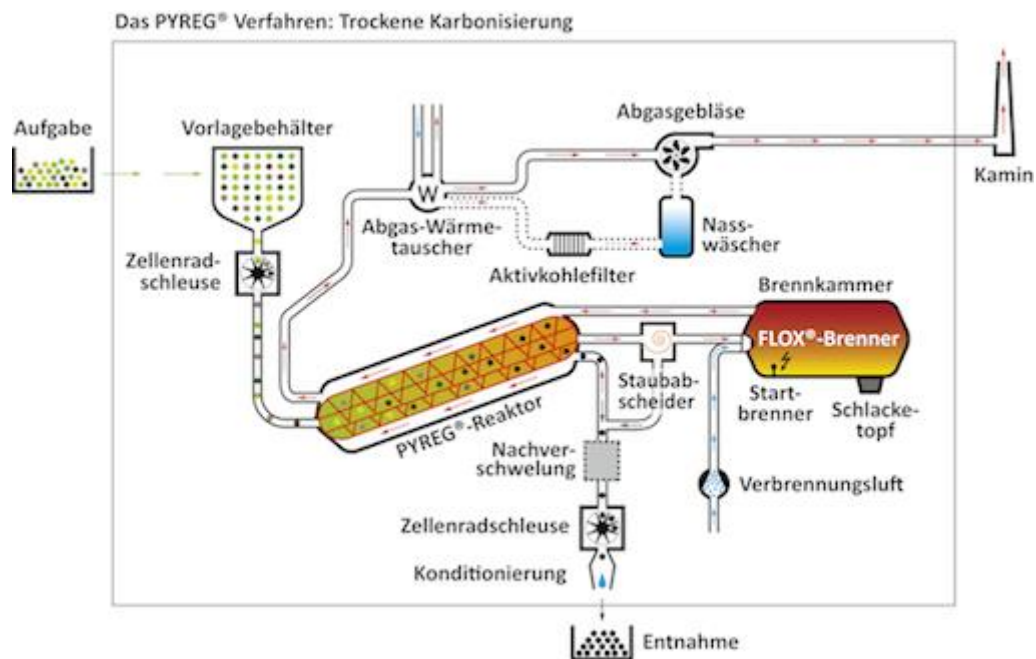 Das PYREG® Verfahren: Trockene Karbonisierung
Aufgabe
Vorlagebehälter
Abgasgebläse
Kamin
W
Abgas-Wärme-
tauscher
Nass-
wäscher
Aktivkohlefilter
Zellenrad-
schleuse
Brennkammer
FLOX®-Brenner
Staubab-
scheider
Start-
brenner
Schlacke-
topf
PYREG®-Reaktor
Nachver-
schwelung
Verbrennungsluft
Zellenradschleuse
Konditionierung
Entnahme